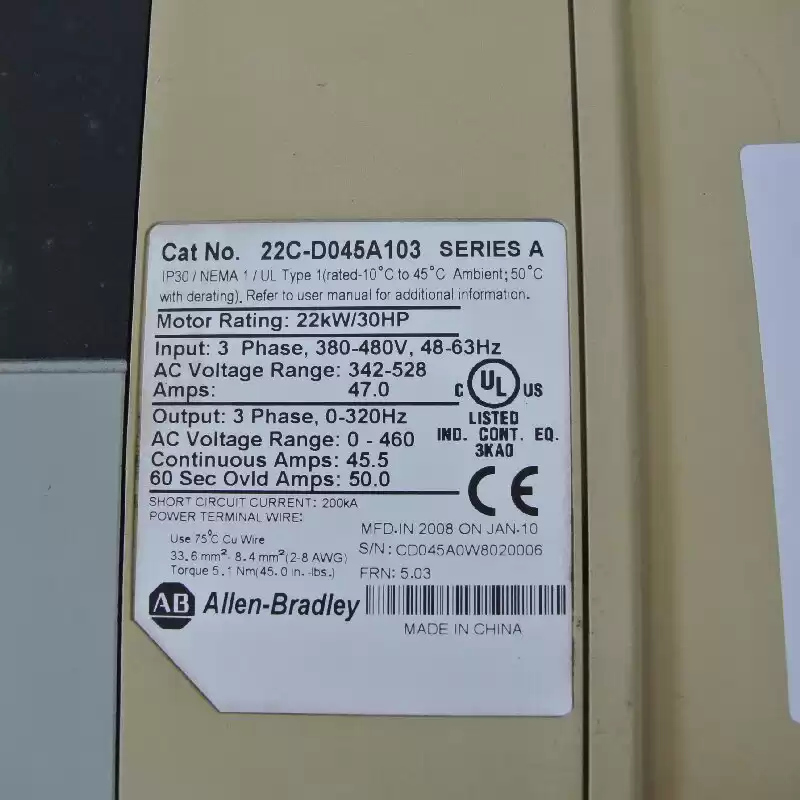 Cat No. 22C-D045A103 SERIES A
IP30 / NEMA 1 / UL Type 1(rated-10°C to 45°C Ambient; 50°C
with derating). Refer to user manual for additional information.
Motor Rating: 22kW/30HP
Input: 3 Phase, 380-480V, 48-63Hz
AC Voltage Range: 342-528
Amps: 47.0
C UL US
LISTED
IND. CONT. EQ.
3KA0
Output: 3 Phase, 0-320Hz
AC Voltage Range: 0 - 460
Continuous Amps: 45.5
60 Sec Ovld Amps: 50.0
CE
SHORT CIRCUIT CURRENT: 200kA
POWER TERMINAL WIRE:
Use 75°C Cu Wire
33.6 mm²- 8.4 mm²(2-8 AWG)
Torque 5.1 Nm(45.0 in. -lbs.)
MFD.IN 2008 ON JAN.10
S/N: CD045A0W8020006
FRN: 5.03
AB Allen-Bradley
MADE IN CHINA